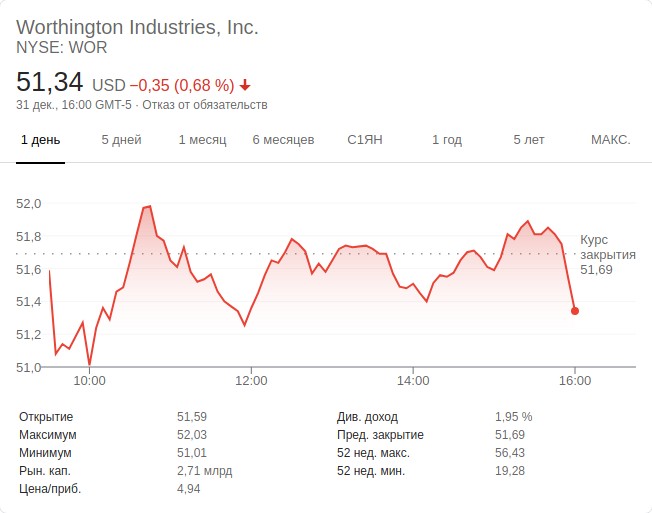 Worthington Industries, Inc.
NYSE: WOR
51,34 USD −0,35 (0,68 %)
31 дек., 16:00 GMT-5 · Отказ от обязательств
1 день 5 дней 1 месяц 6 месяцев С1ЯН 1 год 5 лет МАКС.
52,0
51,8
51,6
51,4
51,2
51,0
Курс
закрытия
51,69
10:00 12:00 14:00 16:00
Открытие 51,59 Див. доход 1,95 %
Максимум 52,03 Пред. закрытие 51,69
Минимум 51,01 52 нед. макс. 56,43
Рын. кап. 2,71 млрд 52 нед. мин. 19,28
Цена/приб. 4,94